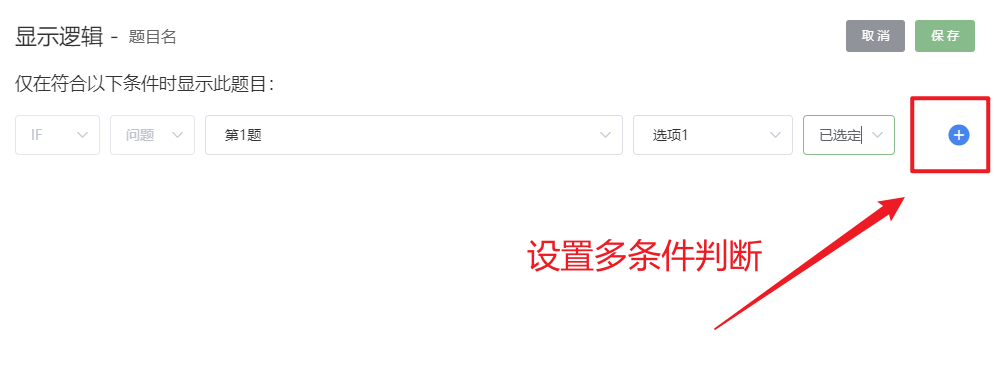 显示逻辑 - 题目名
取消
保存
仅在符合以下条件时显示此题目：
IF
问题
第1题
选项1
已选定
设置多条件判断